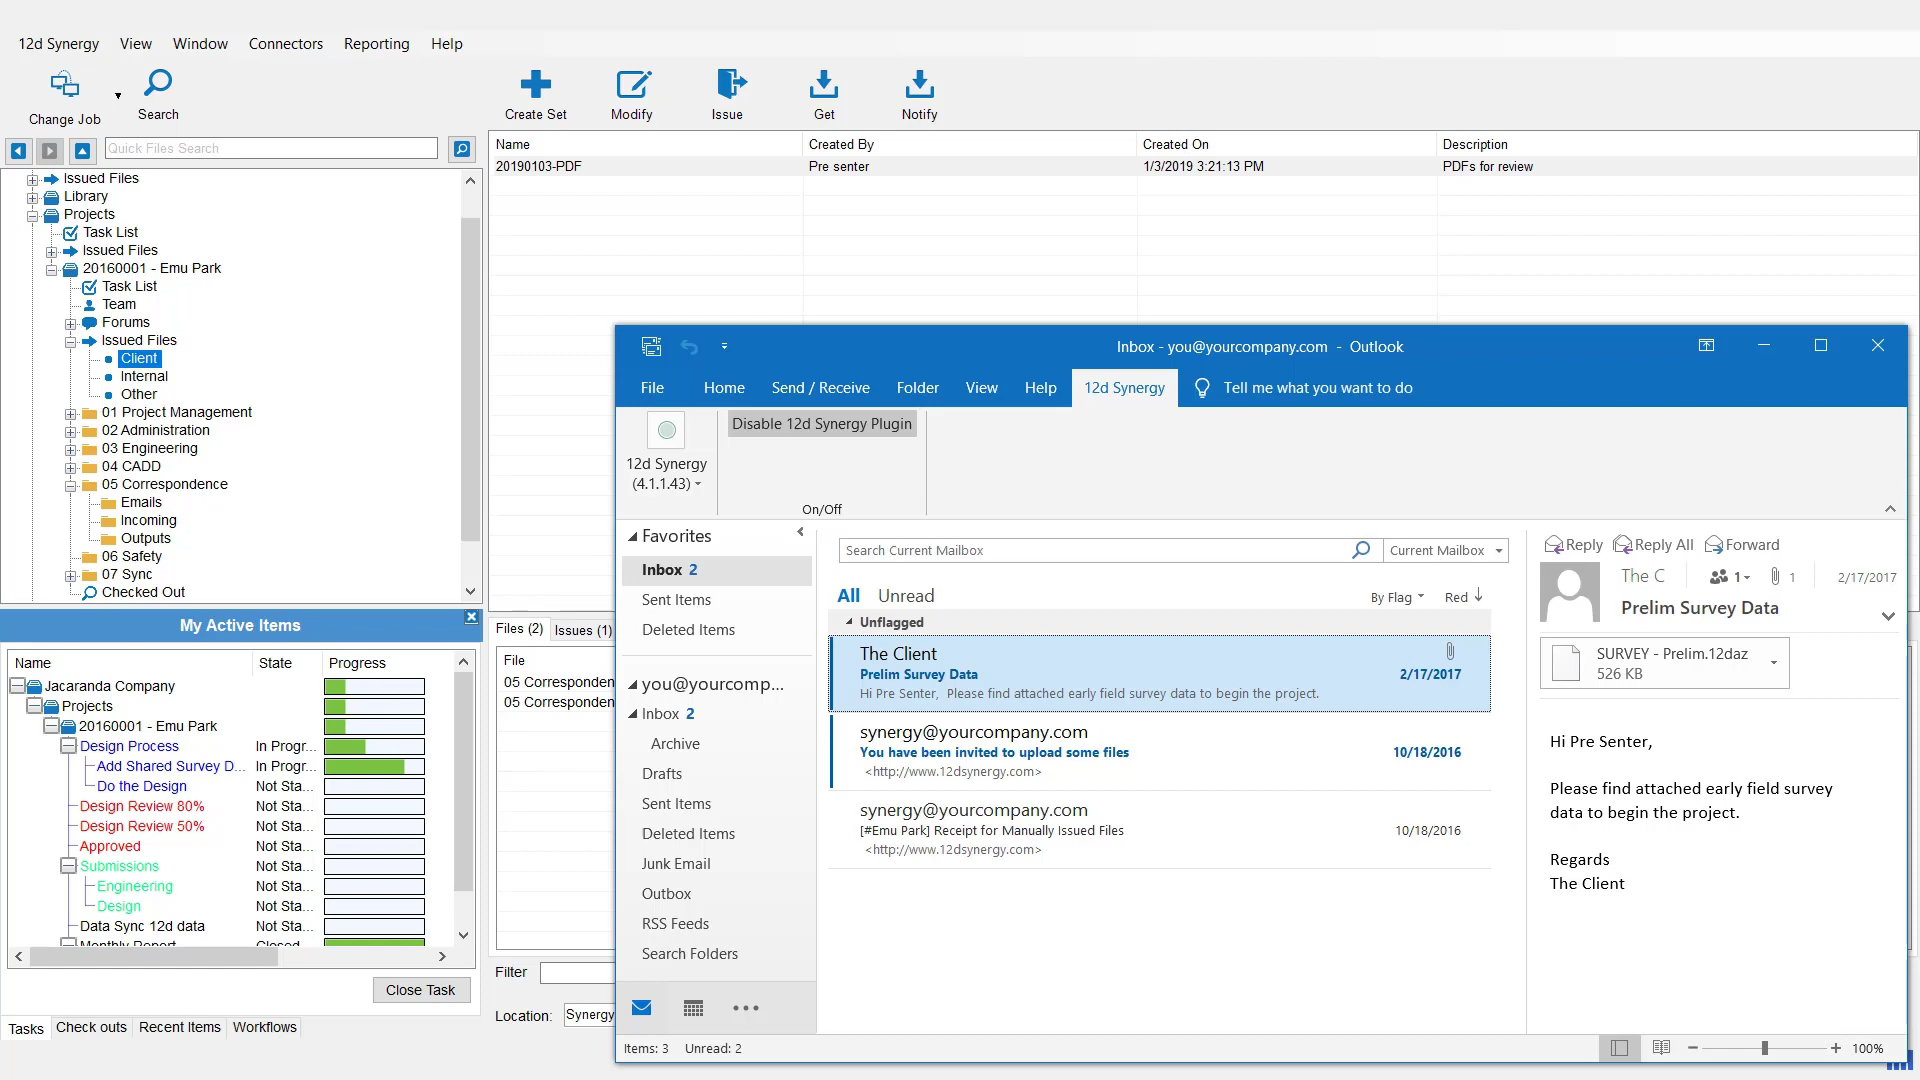 12d Synergy View Window Connectors Reporting Help
Change Job
Search
Create Set
Modify
Issue
Get
Notify
Quick Files Search
Issued Files
Library
Projects
Task List
Issued Files
20160001 - Emu Park
Task List
Team
Forums
Issued Files
Client
Internal
Other
01 Project Management
02 Administration
03 Engineering
04 CADD
05 Correspondence
Emails
Incoming
Outputs
06 Safety
07 Sync
Checked Out
Name Created By Created On Description
20190103-PDF Pre senter 1/3/2019 3:21:13 PM PDFs for review
My Active Items
Name State Progress
Jacaranda Company
Projects
20160001 - Emu Park
Design Process In Progr...
Add Shared Survey D... In Progr...
Do the Design Not Sta...
Design Review 80% Not Sta...
Design Review 50% Not Sta...
Approved Not Sta...
Submissions Not Sta...
Engineering Not Sta...
Design Not Sta...
Data Sync 12d data Not Sta...
Monthly Report Closed
Close Task
Tasks Check outs Recent Items Workflows
Files (2) Issues (1)
File
05 Corresponden
05 Corresponden
Filter
Location: Synergy
Inbox - you@yourcompany.com - Outlook
File Home Send / Receive Folder View Help 12d Synergy Tell me what you want to do
12d Synergy
(4.1.1.43)
Disable 12d Synergy Plugin
On/Off
Favorites
Inbox 2
Sent Items
Deleted Items
you@yourcomp...
Inbox 2
Archive
Drafts
Sent Items
Deleted Items
Junk Email
Outbox
RSS Feeds
Search Folders
Items: 3 Unread: 2
Search Current Mailbox
Current Mailbox
All Unread
By Flag Red
Unflagged
The Client
Prelim Survey Data 2/17/2017
Hi Pre Senter, Please find attached early field survey data to begin the project.
synergy@yourcompany.com
You have been invited to upload some files 10/18/2016
<http://www.12dsynergy.com>
synergy@yourcompany.com
[#Emu Park] Receipt for Manually Issued Files 10/18/2016
<http://www.12dsynergy.com>
Reply Reply All Forward
The C 1 1 2/17/2017
Prelim Survey Data
SURVEY - Prelim.12daz
526 KB
Hi Pre Senter,
Please find attached early field survey
data to begin the project.
Regards
The Client
100%